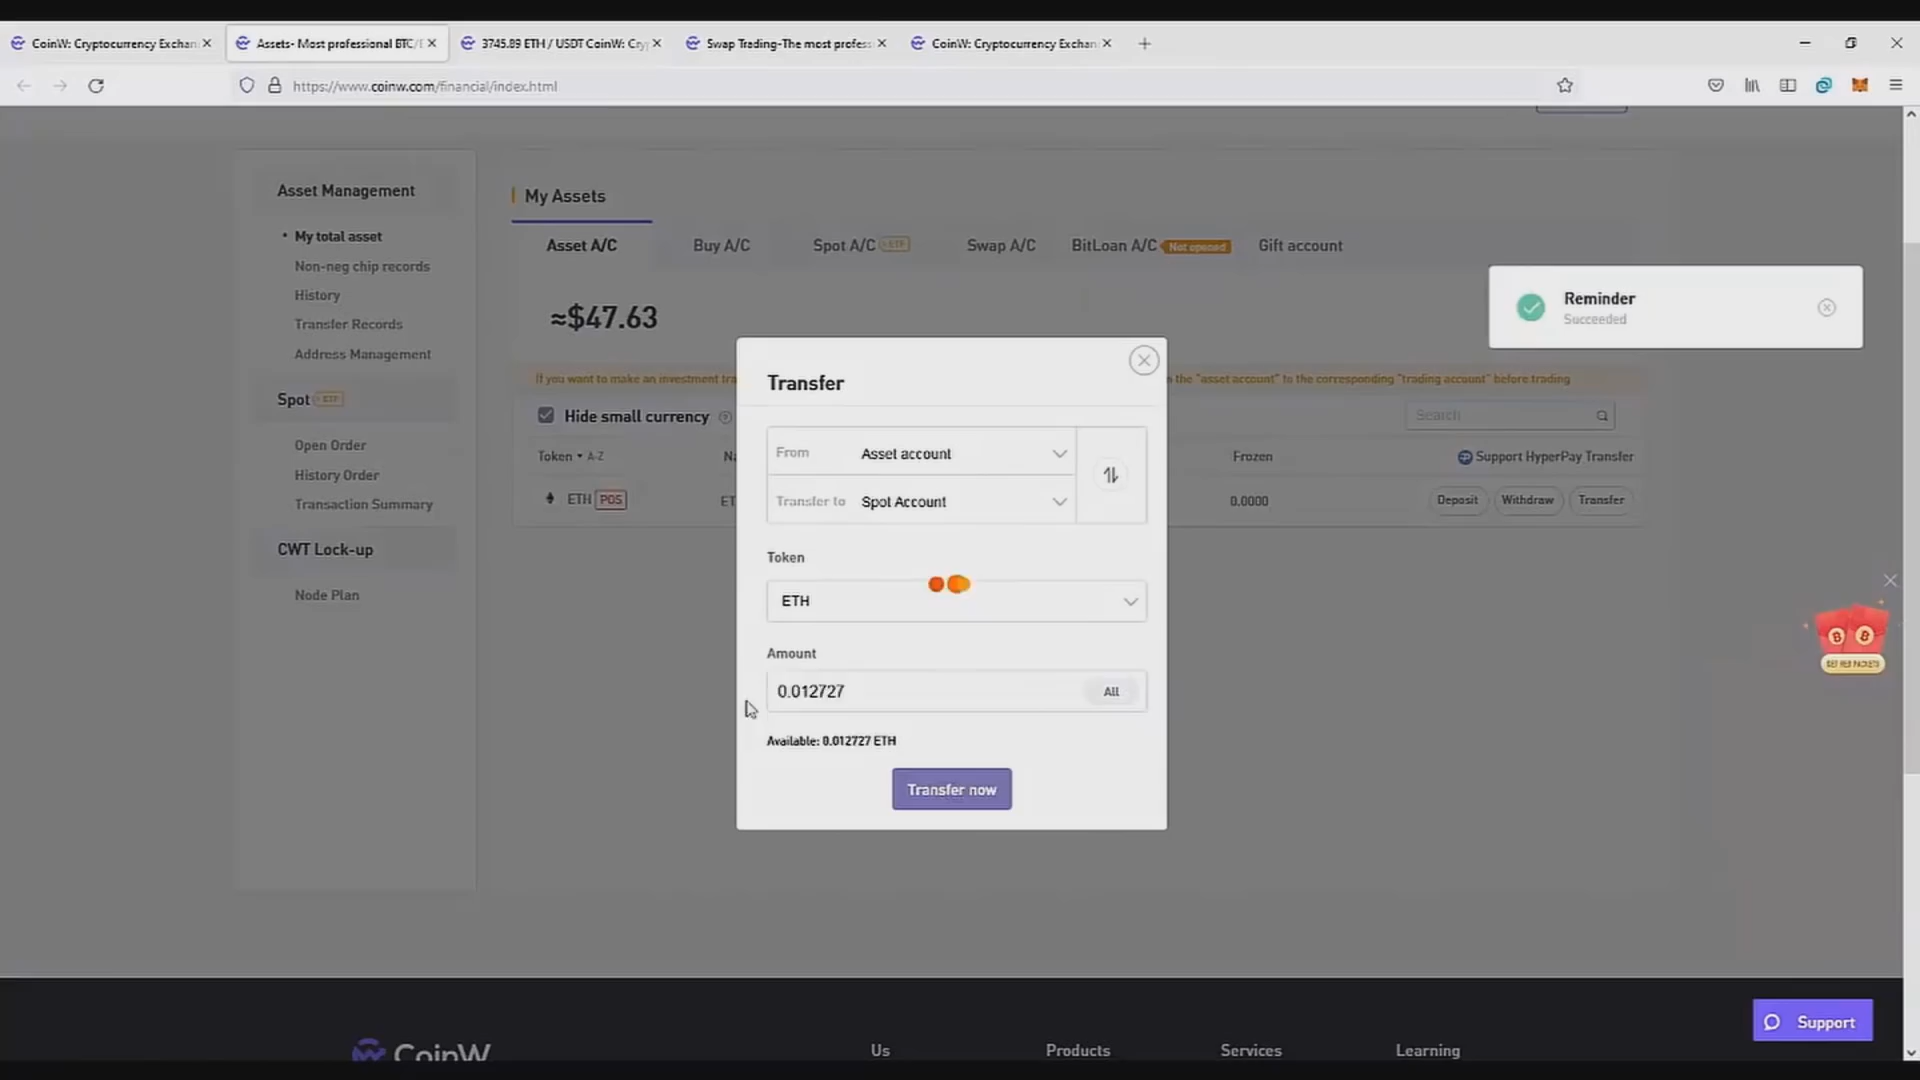 CoinW: Cryptocurrency Exchan
Assets- Most professional BTC/E
3745.89 ETH / USDT CoinW: Cry
Swap Trading-The most profes
CoinW: Cryptocurrency Exchan
https://www.coinw.com/financial/index.html
Asset Management
My total asset
Non-neg chip records
History
Transfer Records
Address Management
Spot ETF
Open Order
History Order
Transaction Summary
CWT Lock-up
Node Plan
My Assets
Asset A/C
Buy A/C
Spot A/C ETF
Swap A/C
BitLoan A/C Not opened
Gift account
≈$47.63
Reminder
Succeeded
If you want to make an investment tra
n the "asset account" to the corresponding "trading account" before trading
Hide small currency
Search
Token A-Z
Na
Frozen
Support HyperPay Transfer
ETH POS
ET
0.0000
Deposit
Withdraw
Transfer
Transfer
From Asset account
Transfer to Spot Account
Token
ETH
Amount
0.012727
All
Available: 0.012727 ETH
Transfer now
Support
CoinW
Us
Products
Services
Learning